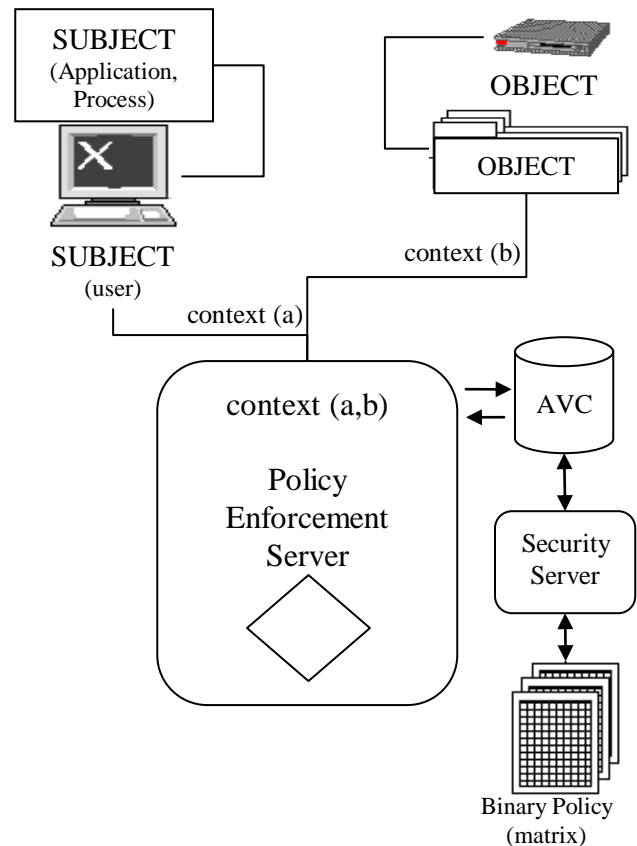 SUBJECT
(Application,
Process)
OBJECT
OBJECT
SUBJECT
(user)
context (b)
context (a)
context (a,b)
AVC
Policy
Enforcement
Server
Security
Server
Binary Policy
(matrix)